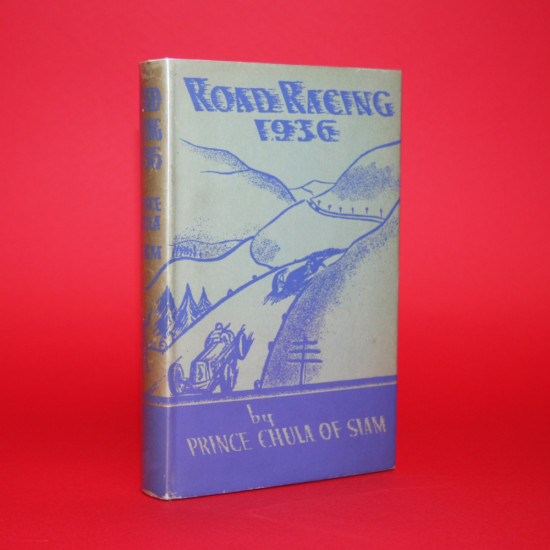 ROAD RACING
1936
by
PRINCE CHULA OF SIAM